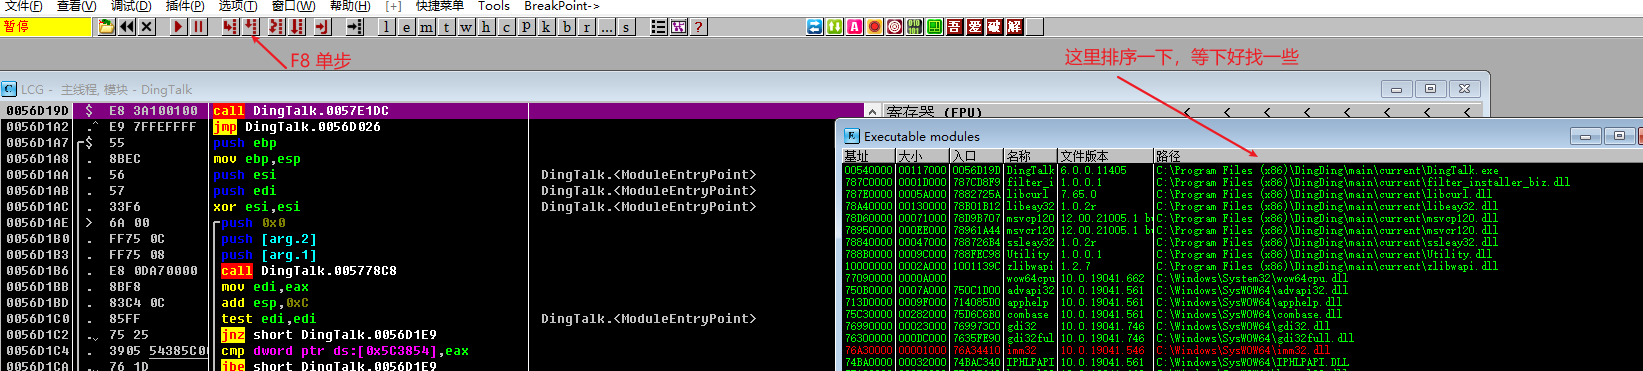 文件(F) 查看(V) 调试(D) 插件(P) 选项(T) 窗口(W) 帮助(H) [+] 快捷菜单 Tools BreakPoint->
暂停 l e m t w h c p k b r ... s ? A 吾 爱 破 解
F8 单步
这里排序一下，等下好找一些
LCG - 主线程, 模块 - DingTalk
0056D19D $ E8 3A100100 call DingTalk.0057E1DC
0056D1A2 .^ E9 7FFEFFFF jmp DingTalk.0056D026
0056D1A7 $ 55 push ebp
0056D1A8 . 8BEC mov ebp,esp
0056D1AA . 56 push esi DingTalk.<ModuleEntryPoint>
0056D1AB . 57 push edi DingTalk.<ModuleEntryPoint>
0056D1AC . 33F6 xor esi,esi DingTalk.<ModuleEntryPoint>
0056D1AE > 6A 00 push 0x0
0056D1B0 . FF75 0C push [arg.2]
0056D1B3 . FF75 08 push [arg.1]
0056D1B6 . E8 0DA70000 call DingTalk.005778C8
0056D1BB . 8BF8 mov edi,eax
0056D1BD . 83C4 0C add esp,0xC
0056D1C0 . 85FF test edi,edi DingTalk.<ModuleEntryPoint>
0056D1C2 . 75 25 jnz short DingTalk.0056D1E9
0056D1C4 . 3905 54385C00 cmp dword ptr ds:[0x5C3854],eax
0056D1CA . 76 1D jbe short DingTalk.0056D1E9
寄存器 (FPU) < < < < < < <
Executable modules
基址 大小 入口 名称 文件版本 路径
00540000 00117000 0056D19D DingTalk 6.0.0.11405 C:\Program Files (x86)\DingDing\main\current\DingTalk.exe
787C0000 0001D000 787CD8F9 filter_i 1.0.0.1 C:\Program Files (x86)\DingDing\main\current\filter_installer_biz.dll
787E0000 0005A000 7882725A libcurl 7.65.0 C:\Program Files (x86)\DingDing\main\current\libcurl.dll
78A40000 00130000 78B01B12 libeay32 1.0.2r C:\Program Files (x86)\DingDing\main\current\libeay32.dll
78D60000 00071000 78D9B707 msvcp120 12.00.21005.1 bu C:\Program Files (x86)\DingDing\main\current\msvcp120.dll
78950000 000EE000 78961A44 msvcr120 12.00.21005.1 bu C:\Program Files (x86)\DingDing\main\current\msvcr120.dll
78840000 00047000 788726B4 ssleay32 1.0.2r C:\Program Files (x86)\DingDing\main\current\ssleay32.dll
788B0000 0009C000 788FEC98 Utility 1.0.0.1 C:\Program Files (x86)\DingDing\main\current\Utility.dll
10000000 0002A000 1001139C zlibwapi 1.2.7 C:\Program Files (x86)\DingDing\main\current\zlibwapi.dll
77090000 0000A000 wow64cpu 10.0.19041.662 C:\Windows\System32\wow64cpu.dll
750B0000 0007A000 750C1D00 advapi32 10.0.19041.561 C:\Windows\SysWOW64\advapi32.dll
713D0000 0009F000 714085D0 apphelp 10.0.19041.561 C:\Windows\SysWOW64\apphelp.dll
75C30000 00282000 75D6C6B0 combase 10.0.19041.561 C:\Windows\SysWOW64\combase.dll
76990000 00023000 769973C0 gdi32 10.0.19041.746 C:\Windows\SysWOW64\gdi32.dll
76300000 000DC000 7635FE90 gdi32ful 10.0.19041.746 C:\Windows\SysWOW64\gdi32full.dll
76A30000 00001000 76A34410 imm32 10.0.19041.546 C:\Windows\SysWOW64\imm32.dll
74BA0000 00032000 74BAC340 IPHLPAPI 10.0.19041.561 C:\Windows\SysWOW64\IPHLPAPI.DLL